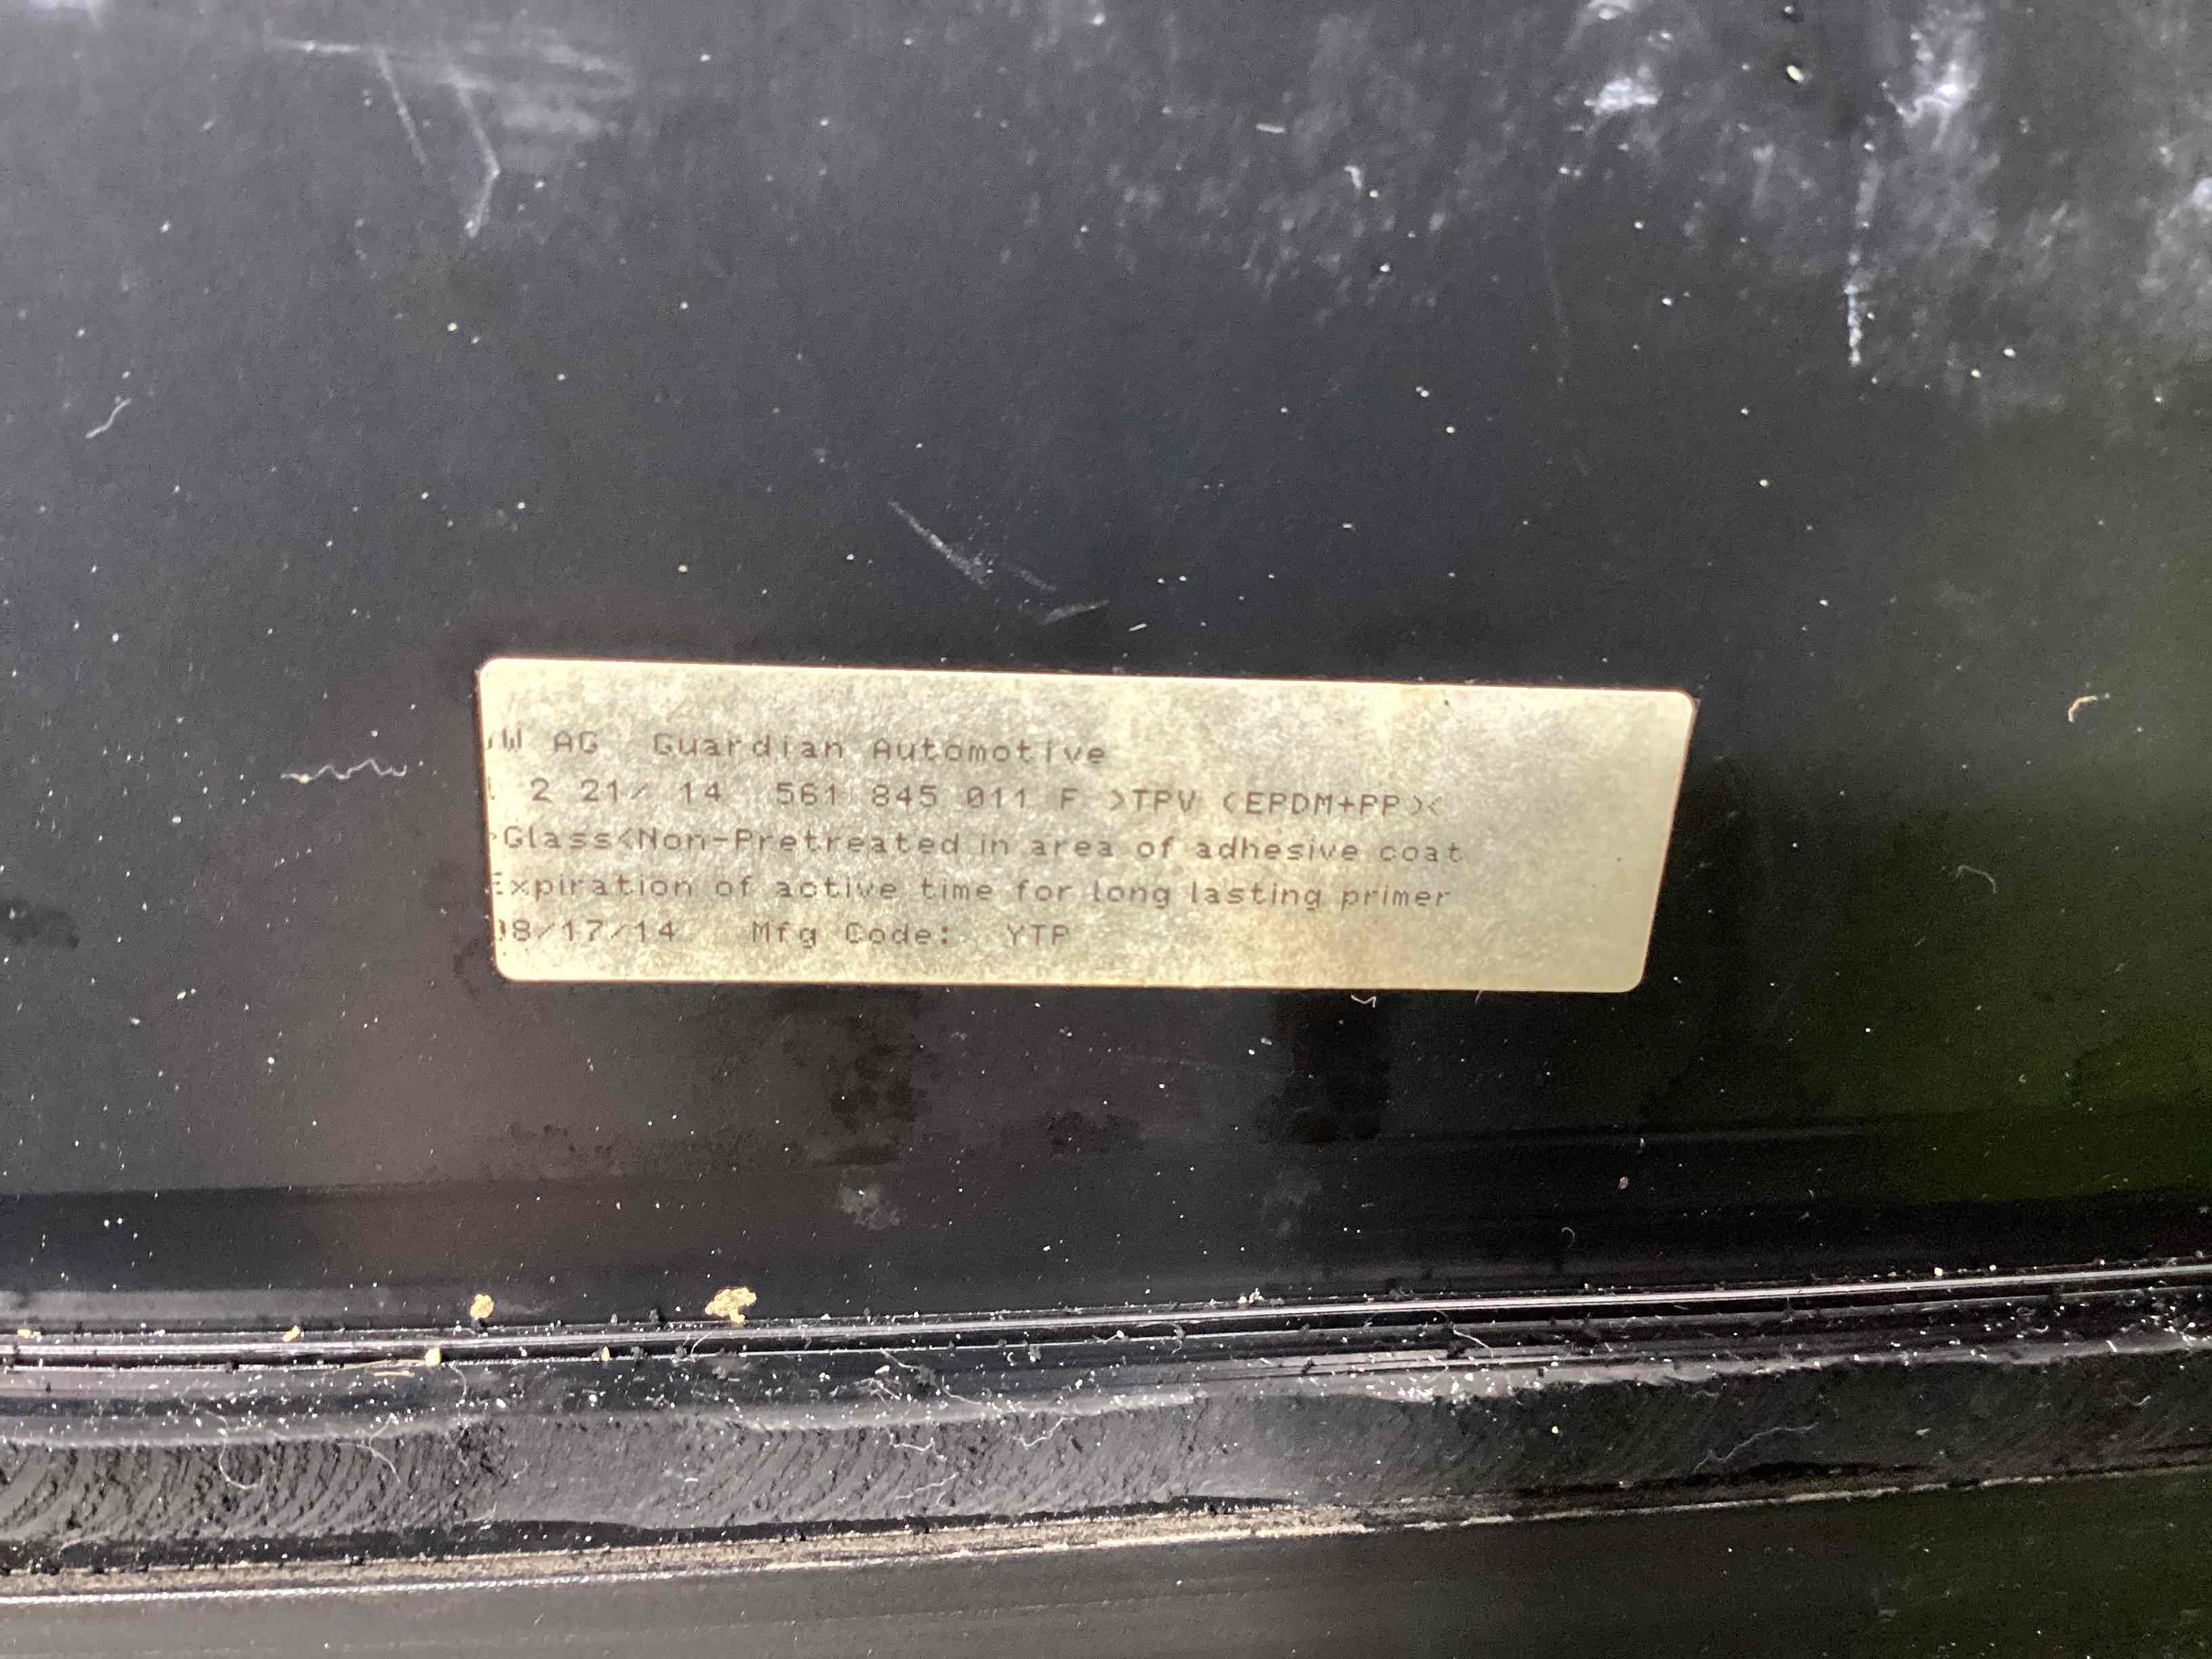 VW AG Guardian Automotive
2 21/ 14 561 845 011 F >TPV (EPDM+PP)<
>Glass<Non-Pretreated in area of adhesive coat
Expiration of active time for long lasting primer
08/17/14 Mfg Code: YTP